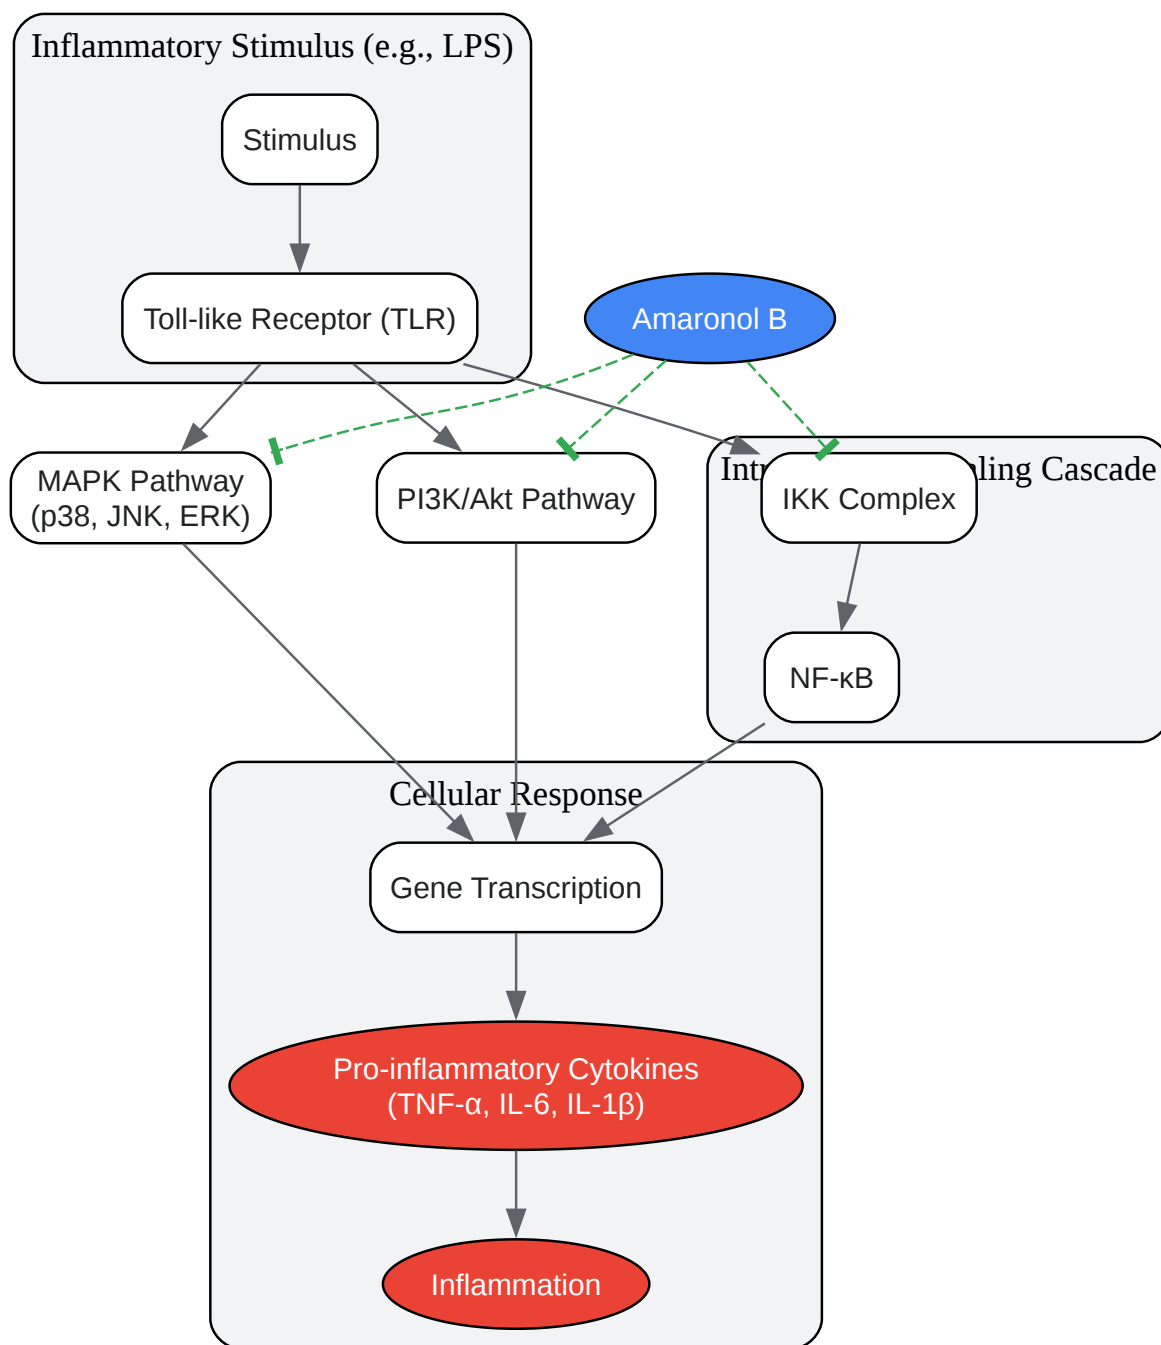 Inflammatory Stimulus (e.g., LPS)
Stimulus
Toll-like Receptor (TLR)
Amaronol B
MAPK Pathway
(p38, JNK, ERK)
PI3K/Akt Pathway
Cascade
IKK Complex
NF-κB
Cellular Response
Gene Transcription
Pro-inflammatory Cytokines
(TNF-α, IL-6, IL-1β)
Inflammation